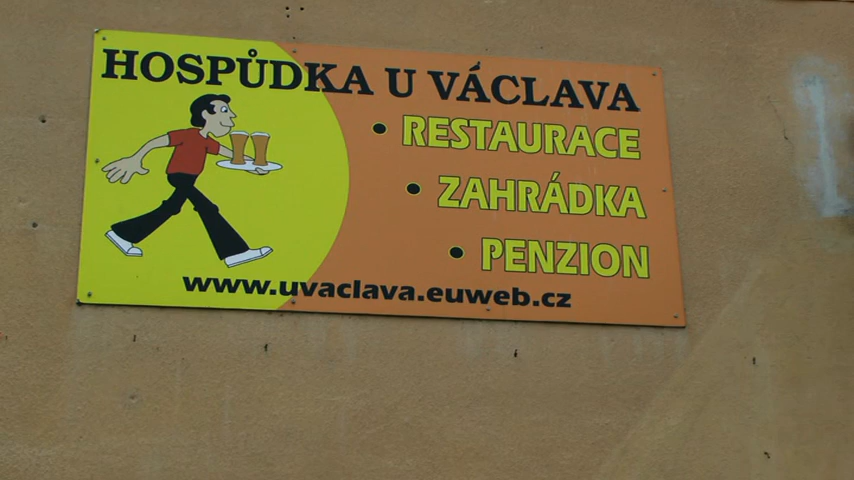 HOSPŮDKA U VÁCLAVA
• RESTAURACE
• ZAHRÁDKA
• PENZION
www.uvaclava.euweb.cz